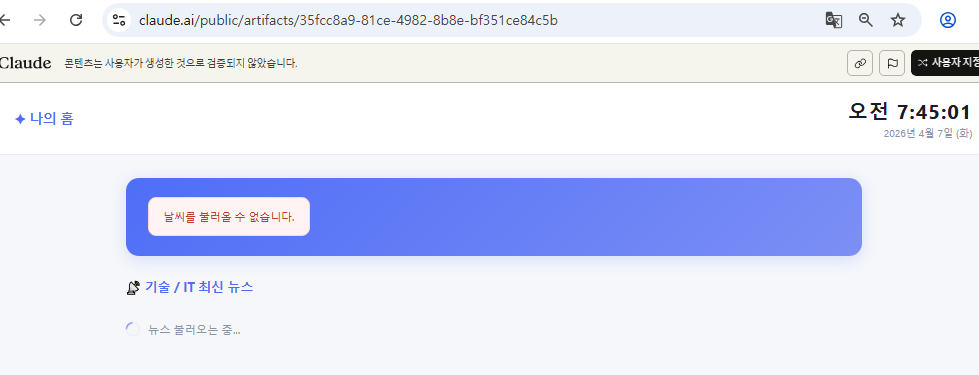 claude.ai/public/artifacts/35fcc8a9-81ce-4982-8b8e-bf351ce84c5b
Claude 콘텐츠는 사용자가 생성한 것으로 검증되지 않았습니다. 사용자 지정
✦ 나의 홈
오전 7:45:01
2026년 4월 7일 (화)
날씨를 불러올 수 없습니다.
기술 / IT 최신 뉴스
뉴스 불러오는 중...